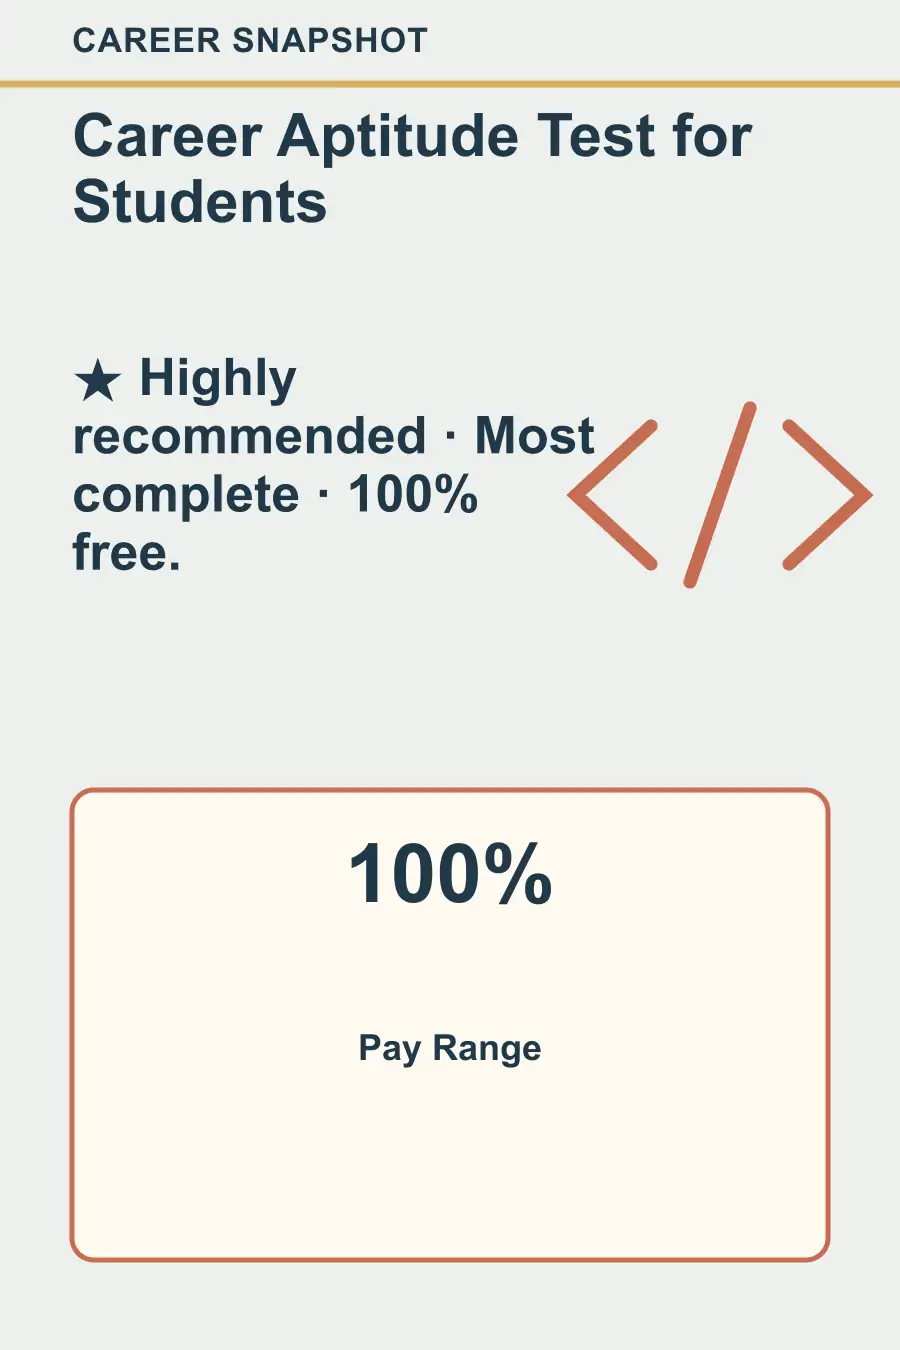 CAREER SNAPSHOT
Career Aptitude Test for
Students
★ Highly
recommended · Most
complete · 100%
free.
100%
Pay Range